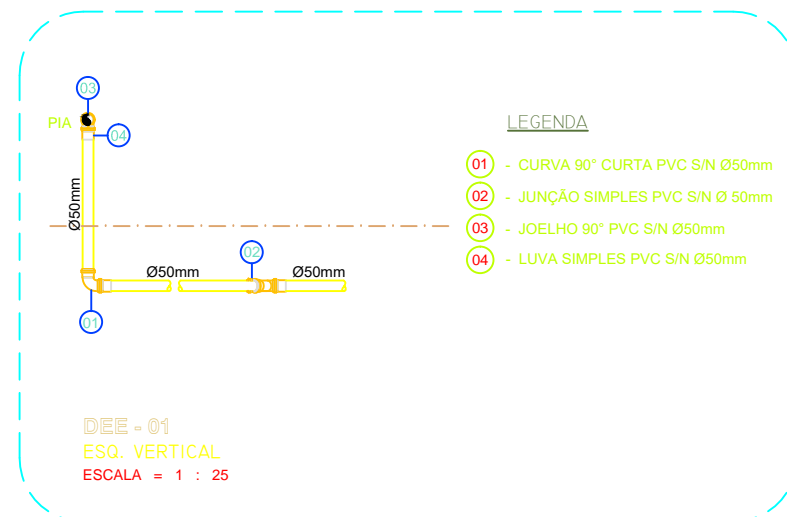 03
PIA
04
Ø50mm
Ø50mm
02
Ø50mm
01
LEGENDA
01 - CURVA 90° CURTA PVC S/N Ø50mm
02 - JUNÇÃO SIMPLES PVC S/N Ø 50mm
03 - JOELHO 90° PVC S/N Ø50mm
04 - LUVA SIMPLES PVC S/N Ø50mm
DEE - 01
ESQ. VERTICAL
ESCALA = 1 : 25